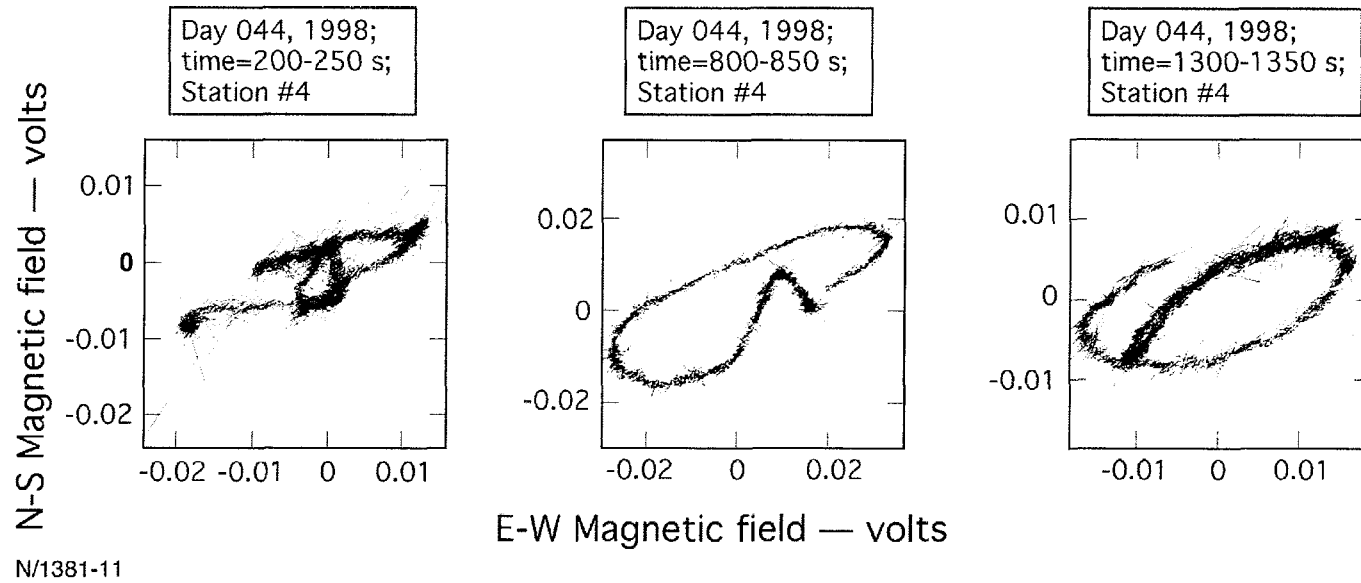 Day 044, 1998;
time=200-250 s;
Station #4
Day 044, 1998;
time=800-850 s;
Station #4
Day 044, 1998;
time=1300-1350 s;
Station #4
N-S Magnetic field — volts
0.01
0
-0.01
-0.02
-0.02 -0.01 0 0.01
0.02
0
-0.02
-0.02 0 0.02
0.01
0
-0.01
-0.01 0 0.01
E-W Magnetic field — volts
N/1381-11